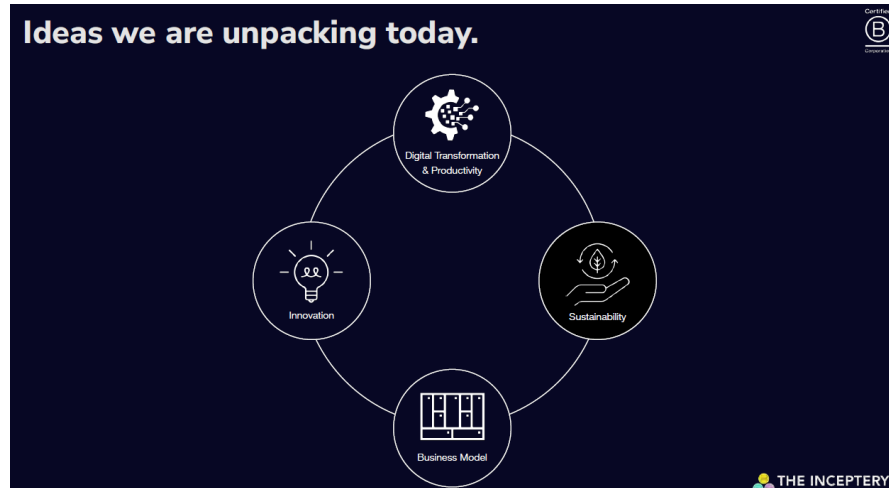 Ideas we are unpacking today.
Certified
B
Corporation
Digital Transformation
& Productivity
Innovation
Sustainability
Business Model
THE INCEPTERY